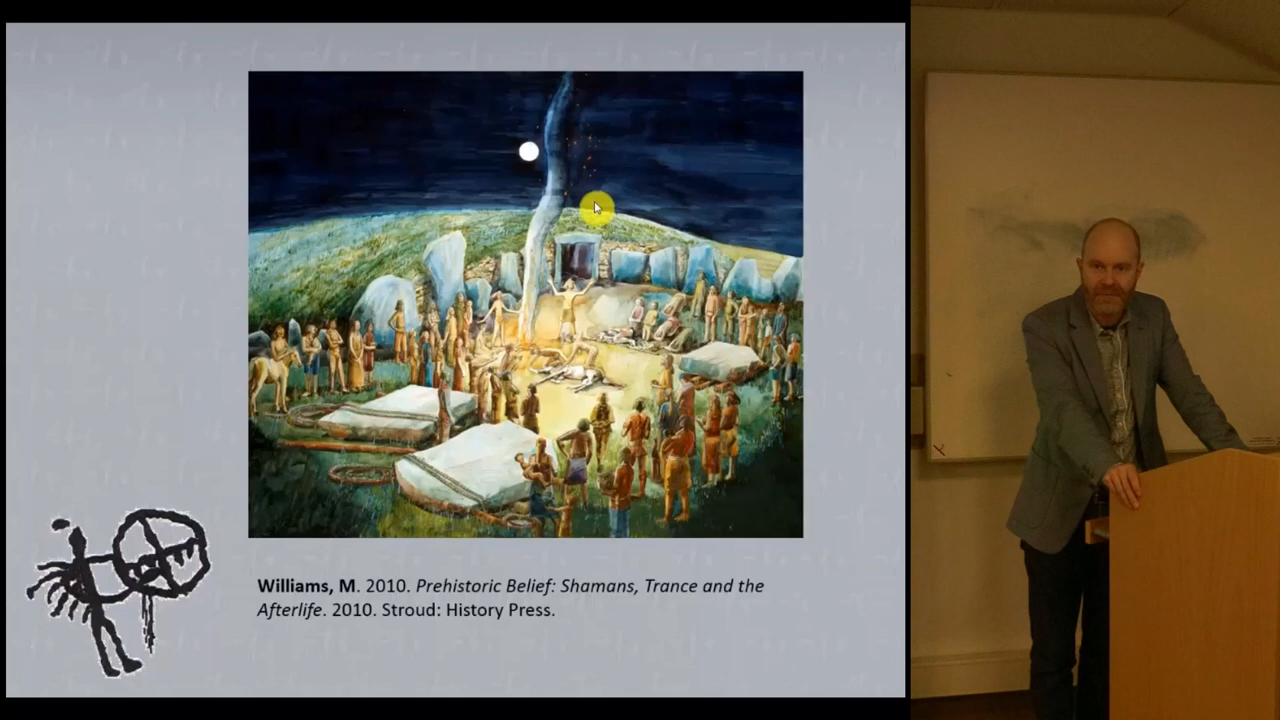 Williams, M. 2010. Prehistoric Belief: Shamans, Trance and the
Afterlife. 2010. Stroud: History Press.